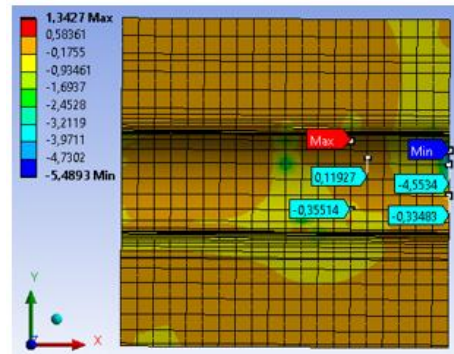 1,3427 Max
0,58361
-0,1755
-0,93461
-1,6937
-2,4528
-3,2119
-3,9711
-4,7302
-5,4893 Min
Max
Min
0,11927
-4,5534
-0,35514
-0,33483
Y
X